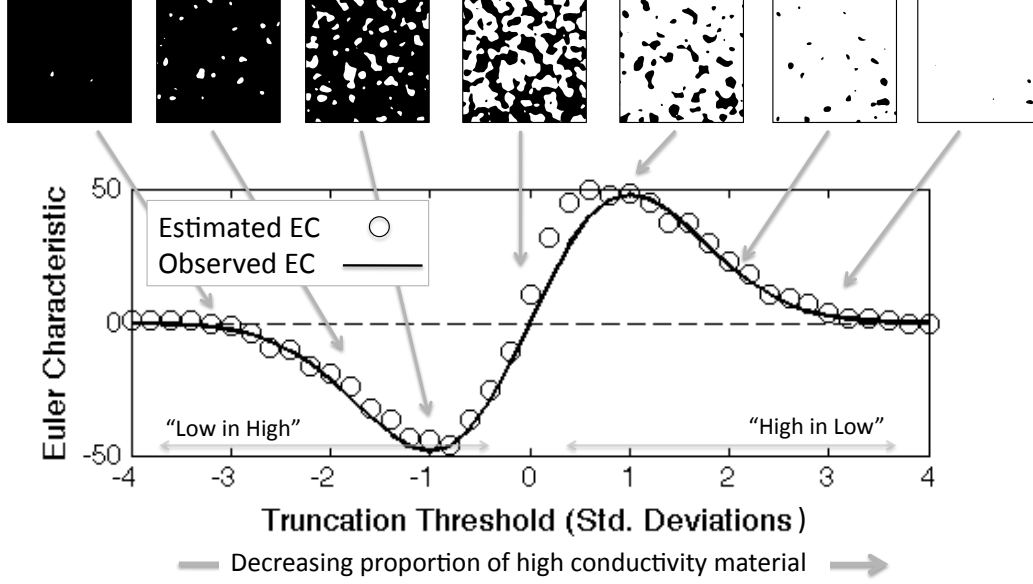 50
0
-50
Euler Characteristic
Estimated EC
Observed EC
“Low in High”
“High in Low”
-4 -3 -2 -1 0 1 2 3 4
Truncation Threshold (Std. Deviations)
Decreasing proportion of high conductivity material